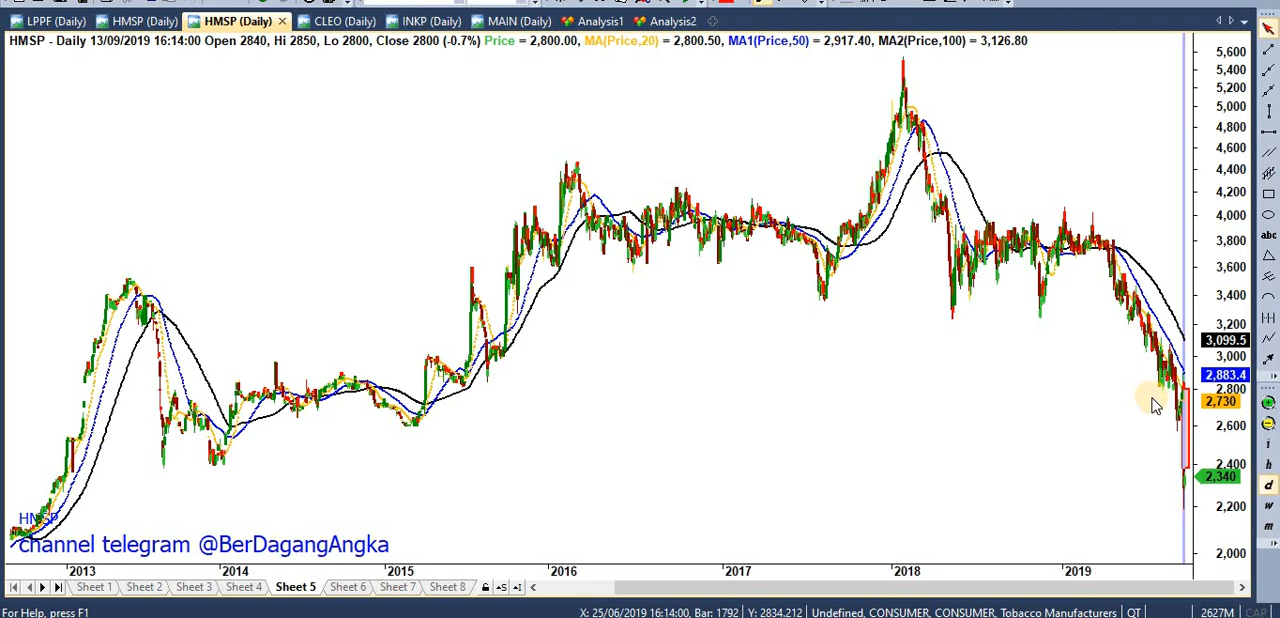 LPPF (Daily) HMSP (Daily) HMSP (Daily) CLEO (Daily) INKP (Daily) MAIN (Daily) Analysis1 Analysis2
HMSP - Daily 13/09/2019 16:14:00 Open 2840, Hi 2850, Lo 2800, Close 2800 (-0.7%) Price = 2,800.00, MA(Price,20) = 2,800.50, MA1(Price,50) = 2,917.40, MA2(Price,100) = 3,126.80
5,600
5,400
5,200
5,000
4,800
4,600
4,400
4,200
4,000
3,800
3,600
3,400
3,200
3,099.5
3,000
2,883.4
2,800
2,730
2,600
2,400
2,340
2,200
2,000
abc
i
h
d
w
m
HMSP
channel telegram @BerDagangAngka
2013 2014 2015 2016 2017 2018 2019
Sheet 1 Sheet 2 Sheet 3 Sheet 4 Sheet 5 Sheet 6 Sheet 7 Sheet 8
For Help, press F1 X: 25/06/2019 16:14:00, Bar: 1792, Y: 2834.212 Undefined, CONSUMER, CONSUMER, Tobacco Manufacturers QT 2627M CAP